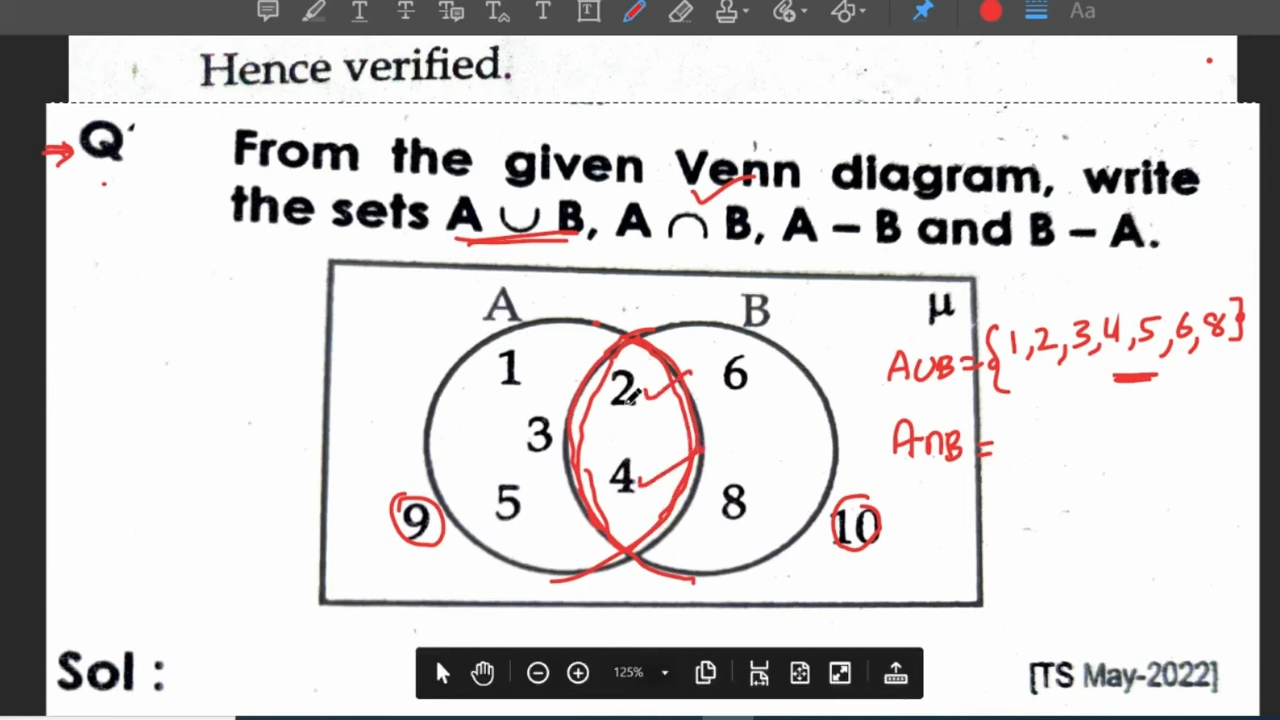 Aa
Hence verified.
Q
From the given Venn diagram, write
the sets A ∪ B, A ∩ B, A – B and B – A.
A
B
μ
1
2
6
3
4
5
8
9
10
A∪B={1,2,3,4,5,6,8}
A∩B =
Sol :
[TS May-2022]
125%